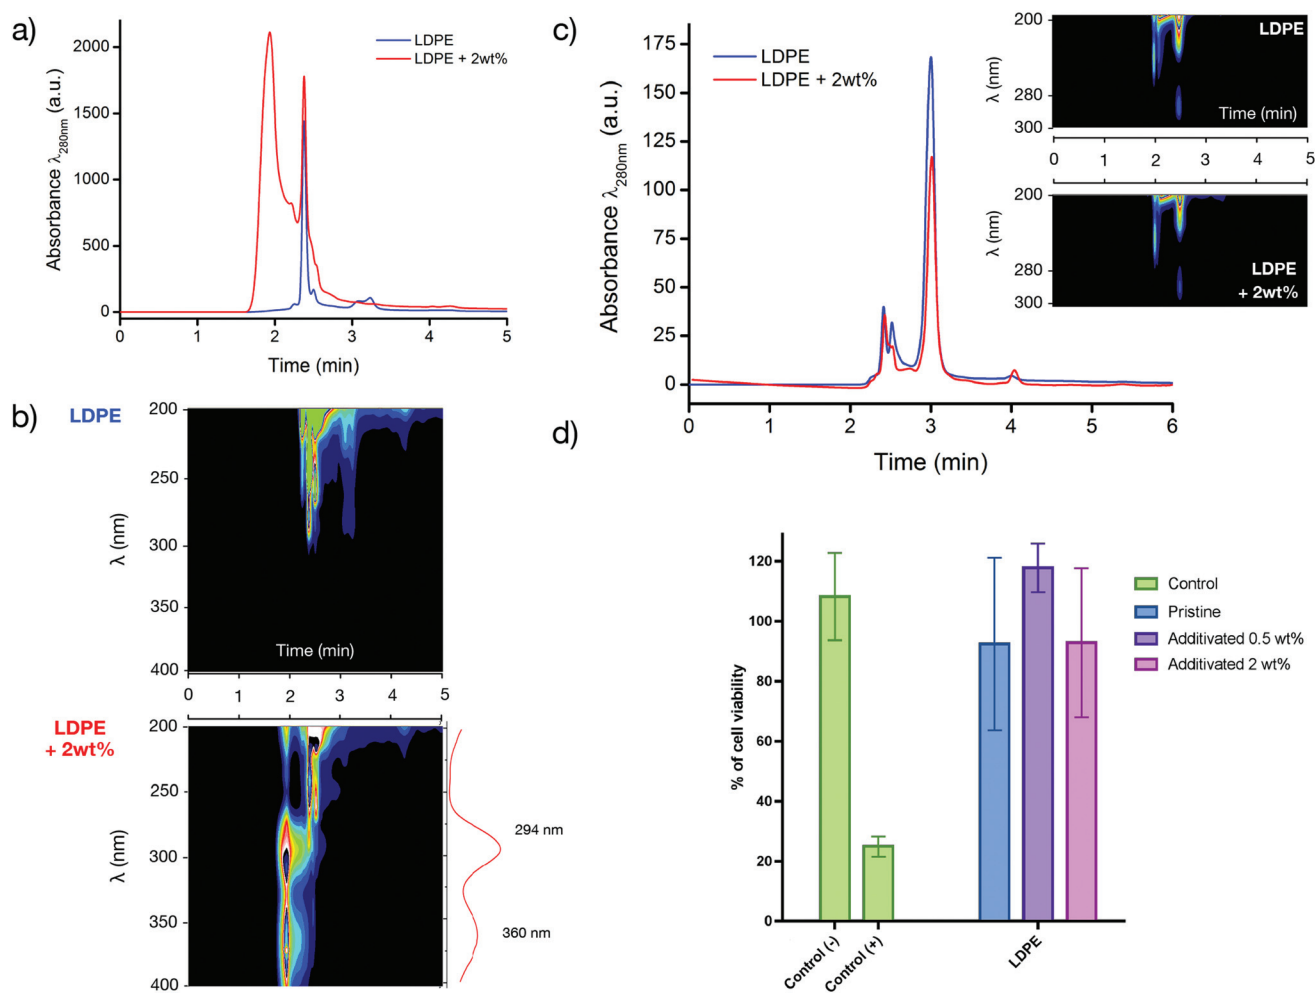 a)
LDPE
LDPE + 2wt%
Absorbance λ280nm (a.u.)
2000
1500
1000
500
0
0 1 2 3 4 5
Time (min)
b)
LDPE
λ (nm)
200
250
300
350
400
Time (min)
0 1 2 3 4 5
LDPE
+ 2wt%
λ (nm)
200
200
300
350
400
294 nm
360 nm
c)
LDPE
LDPE + 2wt%
Absorbance λ280nm (a.u.)
175
150
125
100
75
50
25
0
0 1 2 3 4 5 6
Time (min)
LDPE
λ (nm)
200
280
300
Time (min)
0 1 2 3 4 5
LDPE
+ 2wt%
λ (nm)
200
280
300
d)
% of cell viability
120
100
80
60
40
20
0
Control (-)
Control (+)
LDPE
Control
Pristine
Additivated 0.5 wt%
Additivated 2 wt%